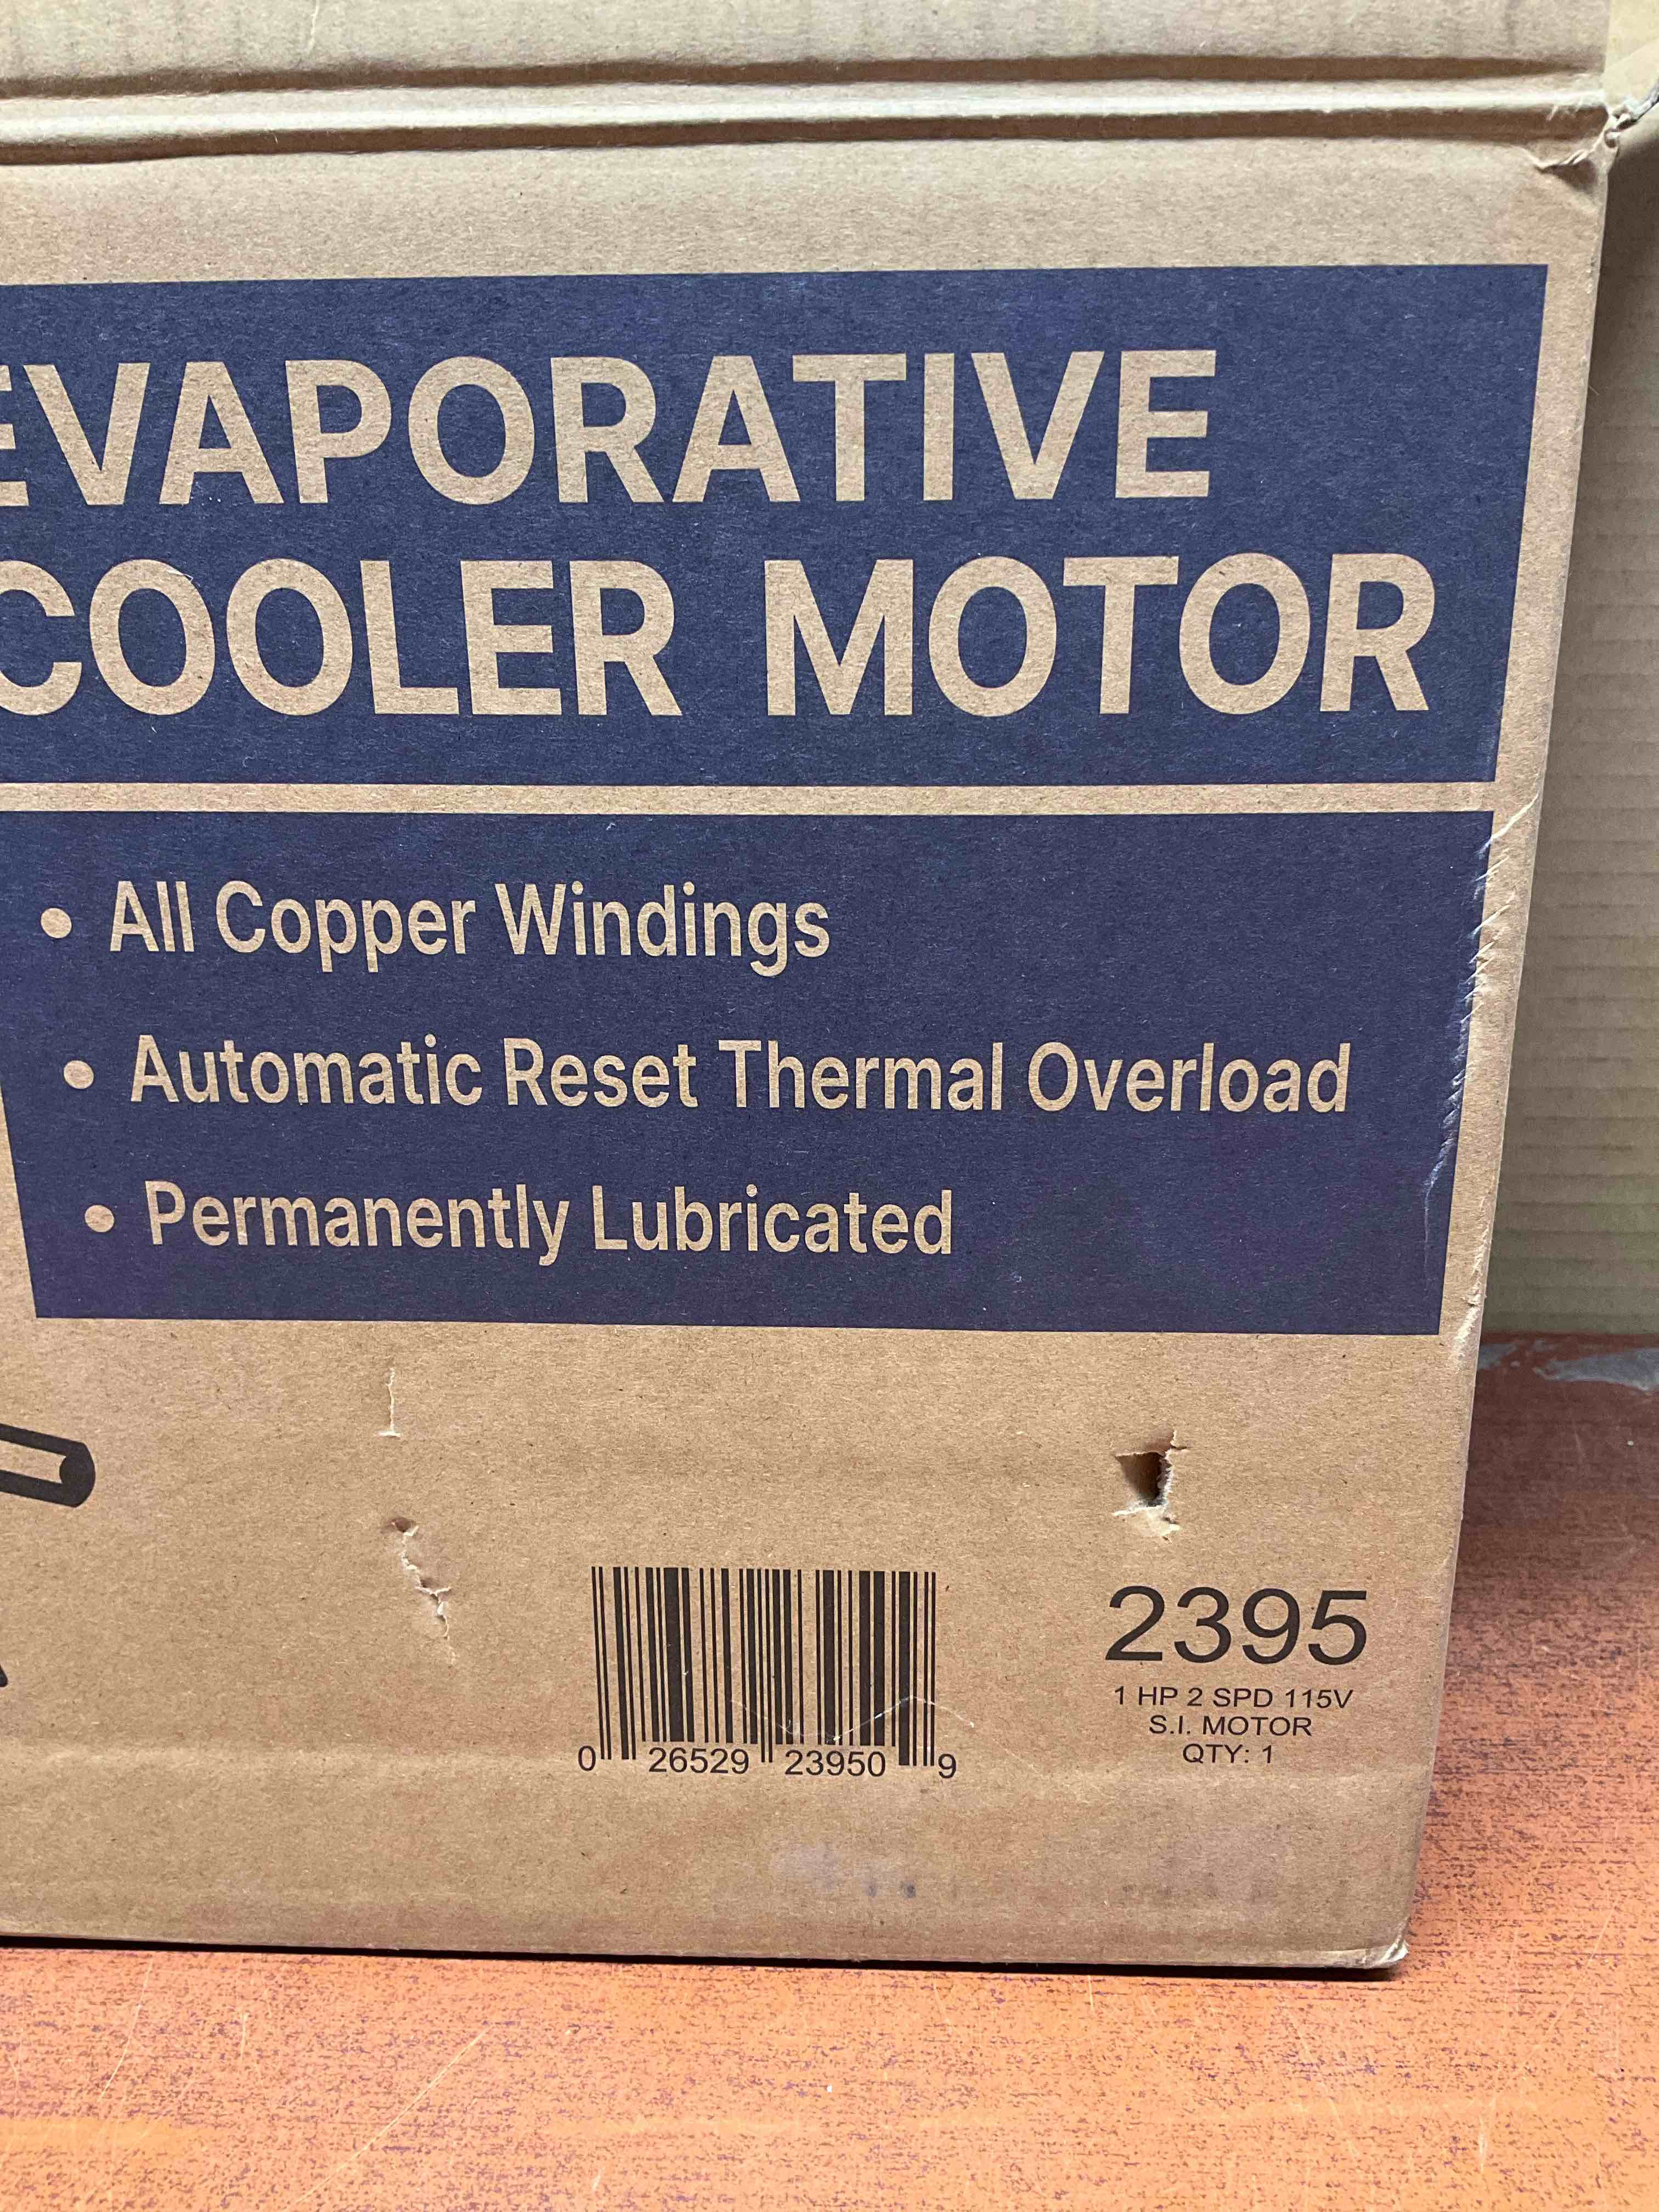 EVAPORATIVE
COOLER MOTOR
• All Copper Windings
• Automatic Reset Thermal Overload
• Permanently Lubricated
2395
1 HP 2 SPD 115V
S.I. MOTOR
QTY: 1
0 26529 23950 9